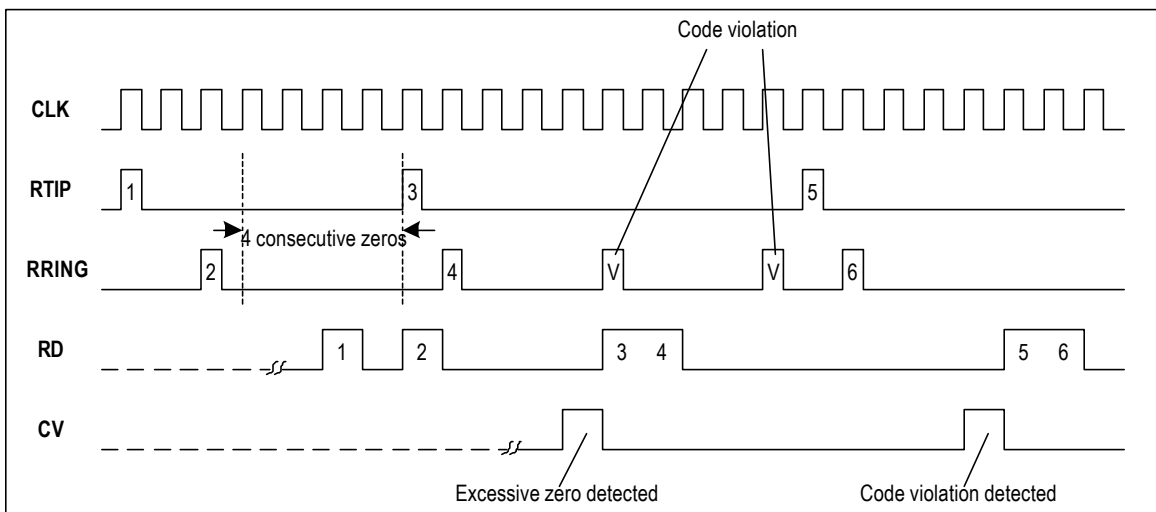 Code violation
CLK
RTIP
1
3
5
4 consecutive zeros
RRING
2
4
V
V
6
RD
1
2
3 4
5 6
CV
Excessive zero detected
Code violation detected